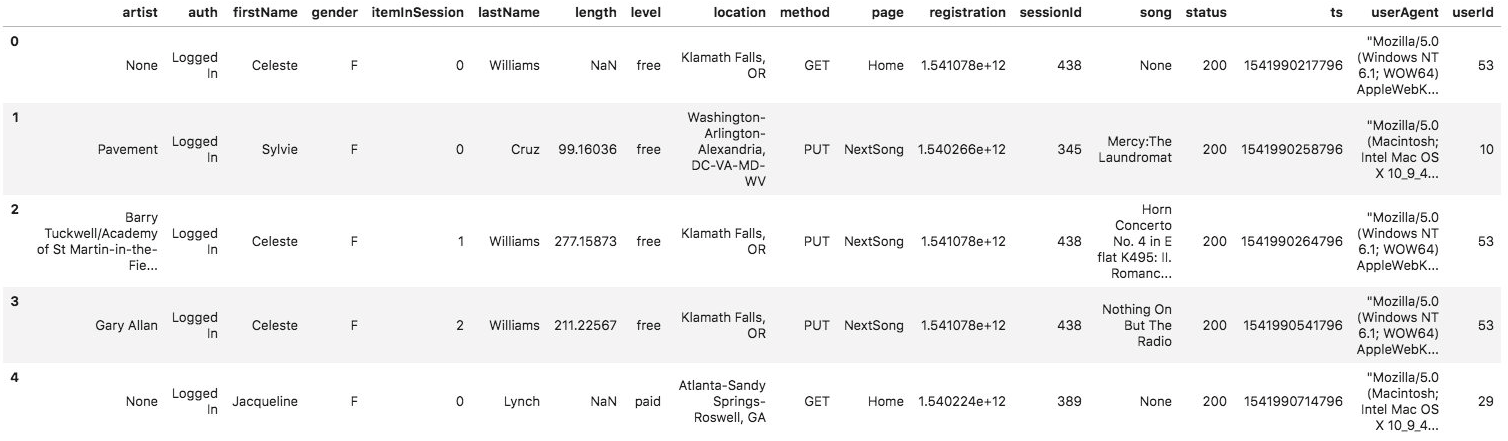 artist auth firstName gender itemInSession lastName length level location method page registration sessionId song status ts userAgent userId
0
None Logged In Celeste F 0 Williams NaN free Klamath Falls, OR GET Home 1.541078e+12 438 None 200 1541990217796 "Mozilla/5.0 (Windows NT 6.1; WOW64) AppleWebK... 53
1
Pavement Logged In Sylvie F 0 Cruz 99.16036 free Washington-Arlington-Alexandria, DC-VA-MD-WV PUT NextSong 1.540266e+12 345 Mercy:The Laundromat 200 1541990258796 "Mozilla/5.0 (Macintosh; Intel Mac OS X 10_9_4... 10
2
Barry Tuckwell/Academy of St Martin-in-the-Fie... Logged In Celeste F 1 Williams 277.15873 free Klamath Falls, OR PUT NextSong 1.541078e+12 438 Horn Concerto No. 4 in E flat K495: II. Romanc... 200 1541990264796 "Mozilla/5.0 (Windows NT 6.1; WOW64) AppleWebK... 53
3
Gary Allan Logged In Celeste F 2 Williams 211.22567 free Klamath Falls, OR PUT NextSong 1.541078e+12 438 Nothing On But The Radio 200 1541990541796 "Mozilla/5.0 (Windows NT 6.1; WOW64) AppleWebK... 53
4
None Logged In Jacqueline F 0 Lynch NaN paid Atlanta-Sandy Springs-Roswell, GA GET Home 1.540224e+12 389 None 200 1541990714796 "Mozilla/5.0 (Macintosh; Intel Mac OS X 10_9_4... 29